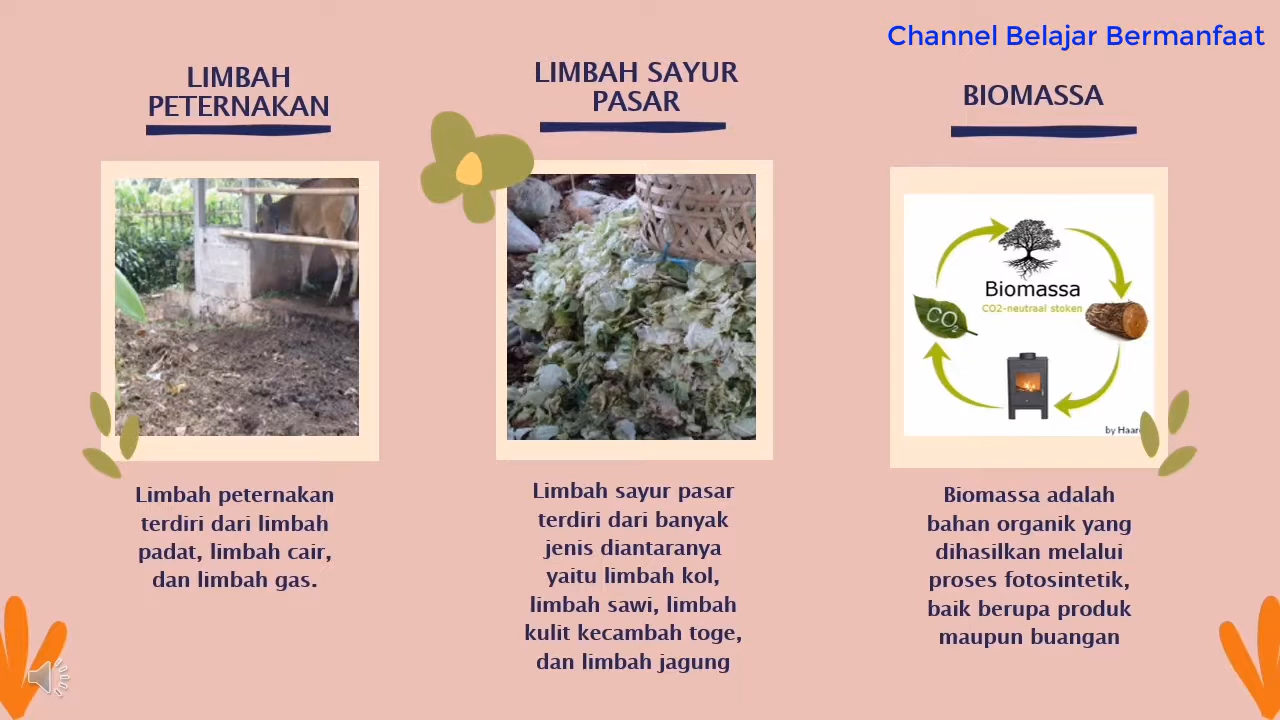 Channel Belajar Bermanfaat
LIMBAH
PETERNAKAN
Limbah peternakan
terdiri dari limbah
padat, limbah cair,
dan limbah gas.
LIMBAH SAYUR
PASAR
Limbah sayur pasar
terdiri dari banyak
jenis diantaranya
yaitu limbah kol,
limbah sawi, limbah
kulit kecambah toge,
dan limbah jagung
BIOMASSA
Biomassa
CO2-neutraal stoken
CO2
by Haar
Biomassa adalah
bahan organik yang
dihasilkan melalui
proses fotosintetik,
baik berupa produk
maupun buangan